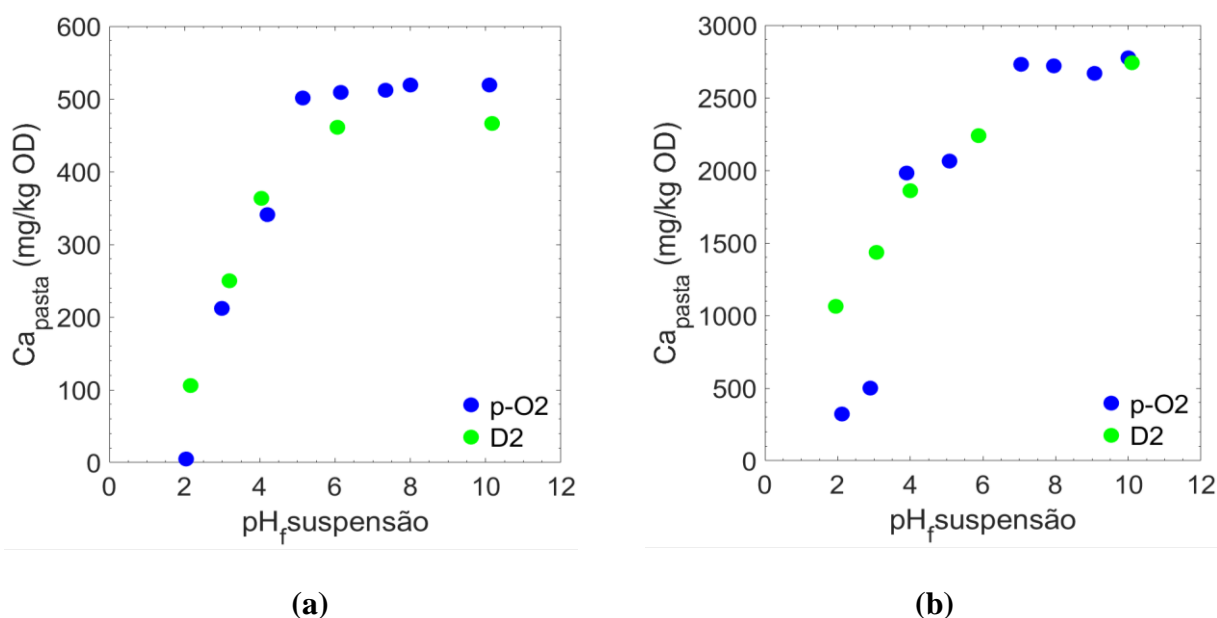 600
500
400
300
200
100
0
Ca_pasta (mg/kg OD)
p-O2
D2
0 2 4 6 8 10 12
pH_f suspensão
(a)
3000
2500
2000
1500
1000
500
0
Ca_pasta (mg/kg OD)
p-O2
D2
0 2 4 6 8 10 12
pH_f suspensão
(b)